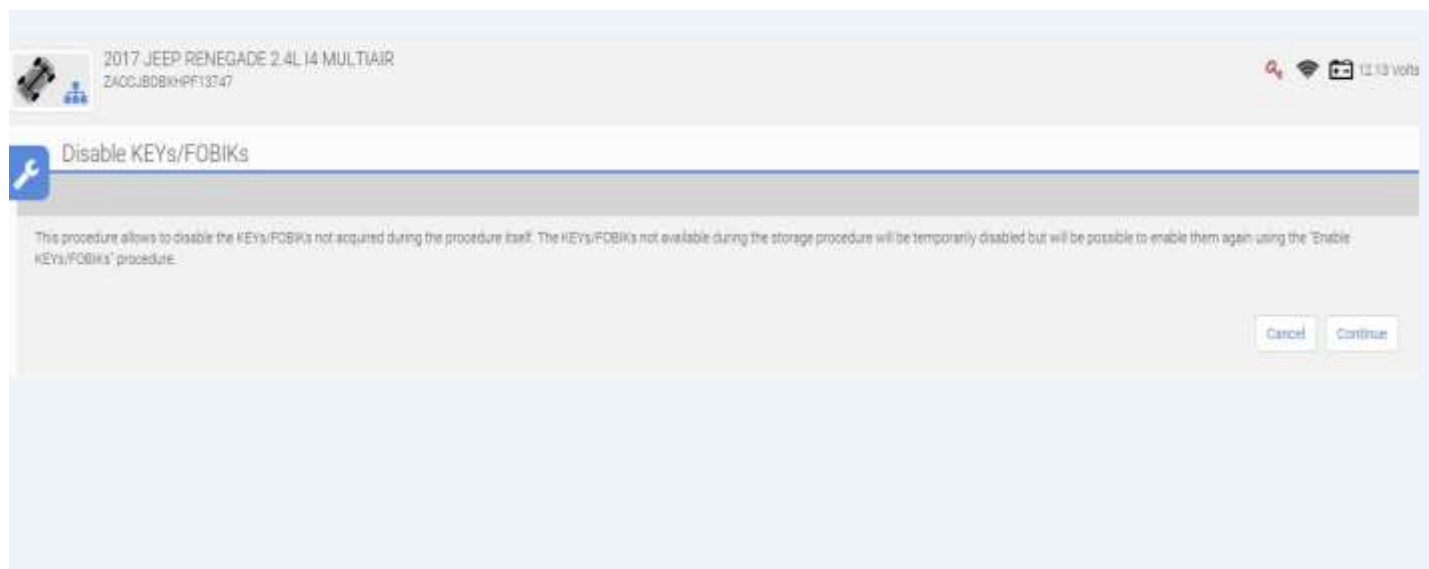 2017 JEEP RENEGADE 2.4L I4 MULTIAIR
ZACCJBDBXHPF13747
12.13 Volts
Disable KEYs/FOBIKs
This procedure allows to disable the KEYs/FOBIKs not acquired during the procedure itself. The KEYs/FOBIKs not available during the storage procedure will be temporarily disabled but will be possible to enable them again using the "Enable
KEYs/FOBIKs" procedure.
Cancel
Continue